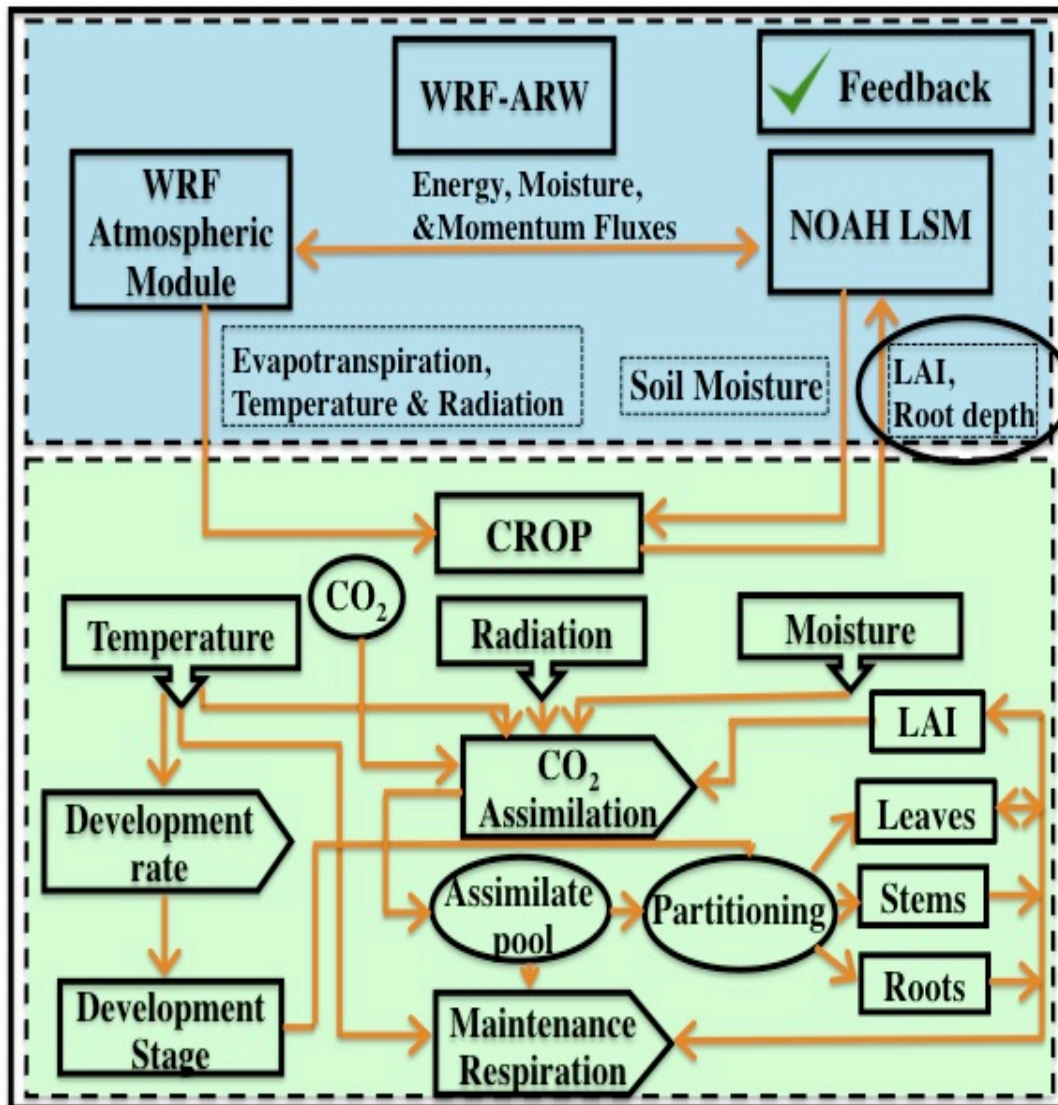 WRF-ARW
Feedback
WRF
Atmospheric
Module
Energy, Moisture,
&Momentum Fluxes
NOAH LSM
Evapotranspiration,
Temperature & Radiation
Soil Moisture
LAI,
Root depth
CROP
CO₂
Temperature
Radiation
Moisture
LAI
CO₂
Assimilation
Development
rate
Leaves
Assimilate
pool
Partitioning
Stems
Roots
Development
Stage
Maintenance
Respiration